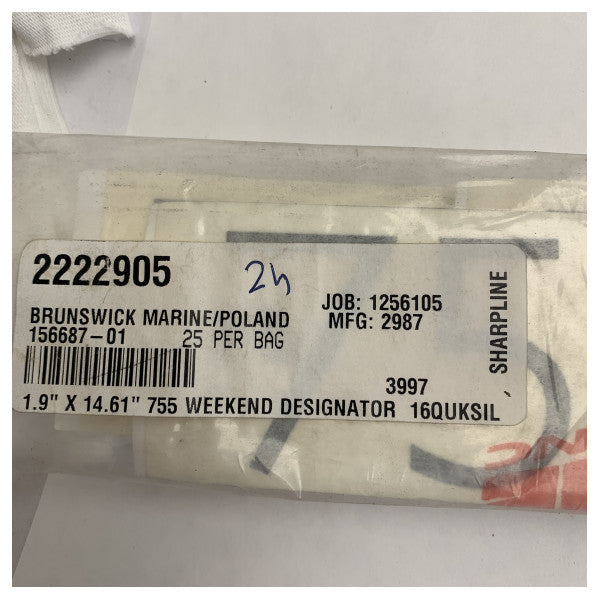 2222905
24
BRUNSWICK MARINE/POLAND
JOB: 1256105
156687-01
25 PER BAG
MFG: 2987
3997
1.9" X 14.61" 755 WEEKEND DESIGNATOR 16QUKSIL
SHARPLINE
75